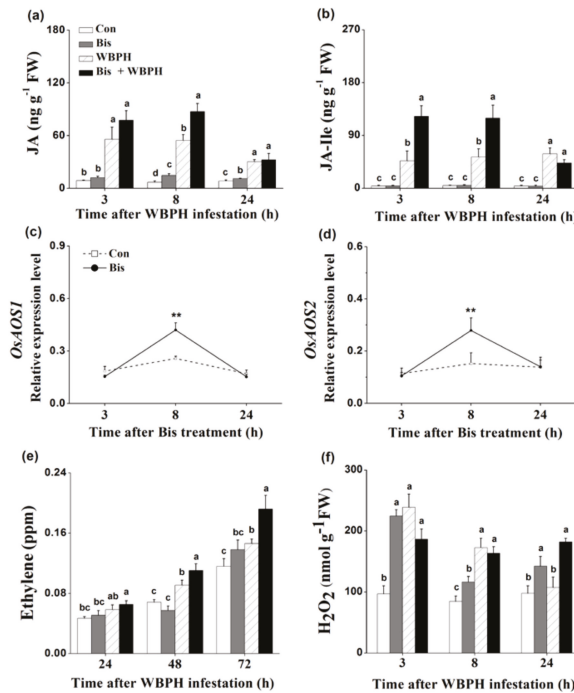 (a)
180
120
60
0
JA (ng g-1 FW)
Con
Bis
WBPH
Bis + WBPH
b b a a
d c b a
b b a a
3 8 24
Time after WBPH infestation (h)
(b)
270
180
90
0
JA-Ile (ng g-1 FW)
c c b a
c c b a
c c a b
3 8 24
Time after WBPH infestation (h)
(c)
0.9
0.6
0.3
0.0
OsAOS1
Relative expression level
Con
Bis
**
3 8 24
Time after Bis treatment (h)
(d)
0.6
0.4
0.2
0.0
OsAOS2
Relative expression level
**
3 8 24
Time after Bis treatment (h)
(e)
0.24
0.16
0.08
0.00
Ethylene (ppm)
bc bc ab a
c c b a
c bc b a
24 48 72
Time after WBPH infestation (h)
(f)
300
200
100
0
H2O2 (nmol g-1FW)
b a a a
c b a a
b a b a
3 8 24
Time after WBPH infestation (h)